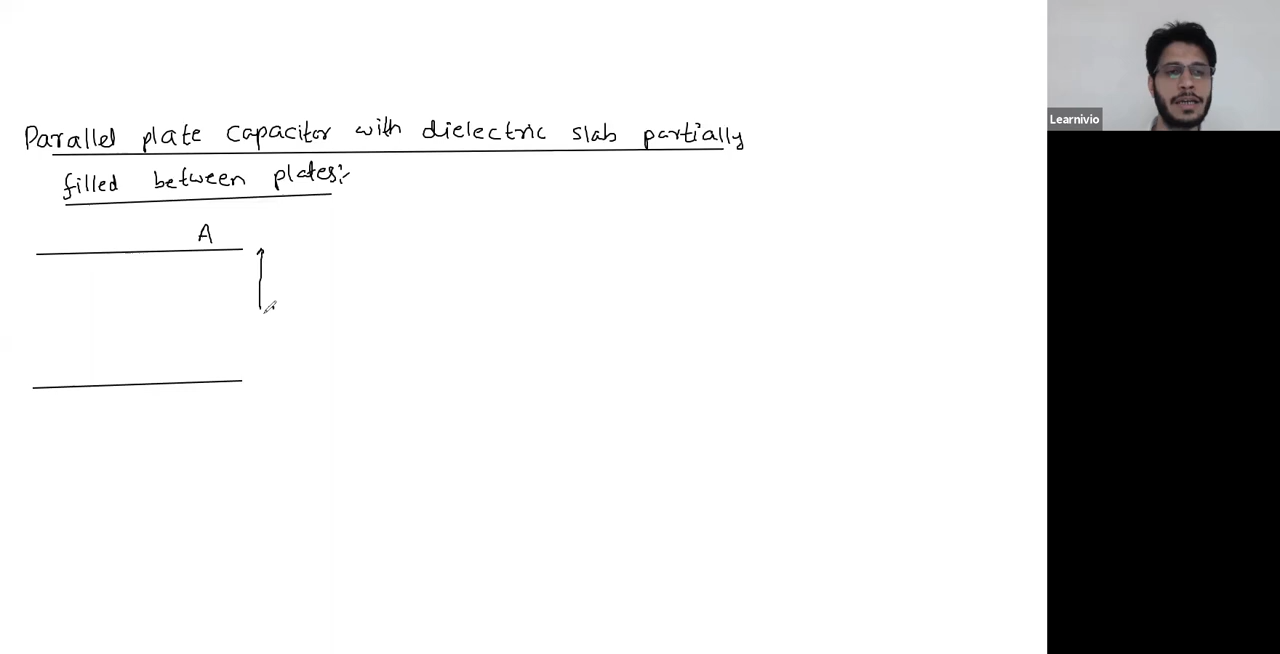 Parallel plate capacitor with dielectric slab partially
filled between plates:-
A
Learnivio